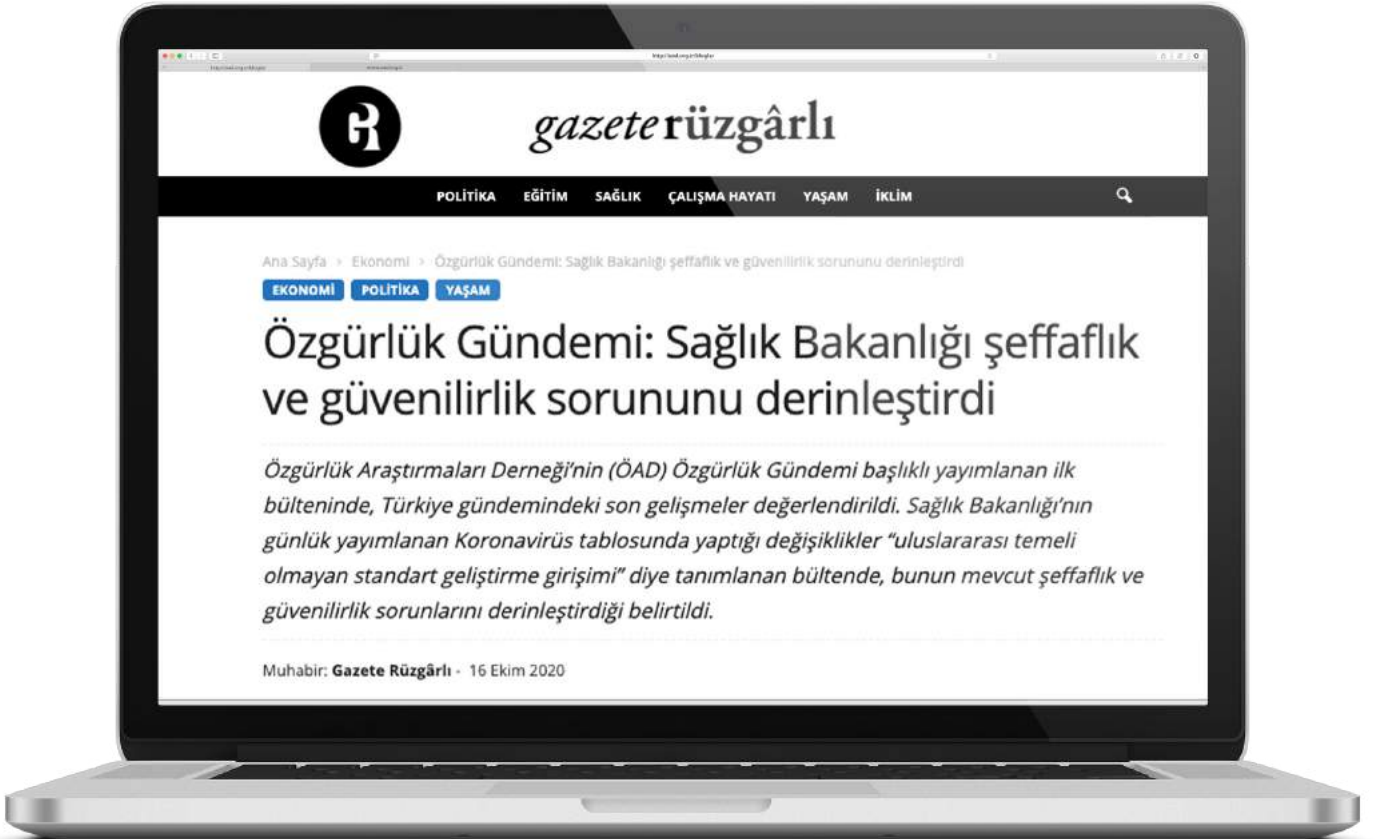 gazete rüzgârlı
POLİTİKA EĞİTİM SAĞLIK ÇALIŞMA HAYATI YAŞAM İKLİM
Ana Sayfa > Ekonomi > Özgürlük Gündemi: Sağlık Bakanlığı şeffaflık ve güvenilirlik sorununu derinleştirdi
EKONOMİ POLİTİKA YAŞAM
Özgürlük Gündemi: Sağlık Bakanlığı şeffaflık
ve güvenilirlik sorununu derinleştirdi
Özgürlük Araştırmaları Derneği’nin (ÖAD) Özgürlük Gündemi başlıklı yayımlanan ilk
bülteninde, Türkiye gündemindeki son gelişmeler değerlendirildi. Sağlık Bakanlığı’nın
günlük yayımlanan Koronavirüs tablosunda yaptığı değişiklikler “uluslararası temeli
olmayan standart geliştirme girişimi” diye tanımlanan bültende, bunun mevcut şeffaflık ve
güvenilirlik sorunlarını derinleştirdiği belirtildi.
Muhabir: Gazete Rüzgârlı - 16 Ekim 2020